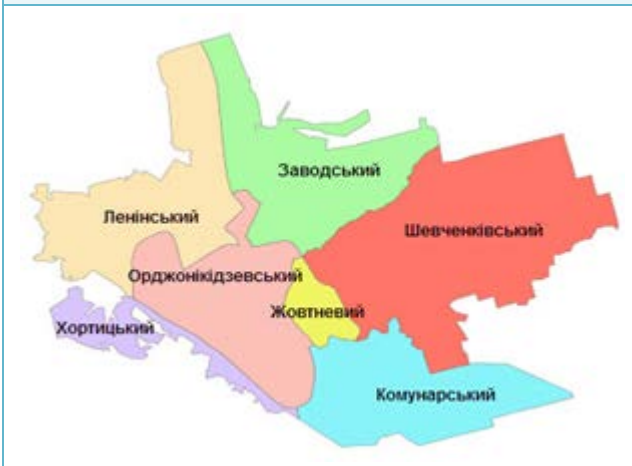 Заводський
Ленінський
Шевченківський
Орджонікідзевський
Жовтневий
Хортицький
Комунарський